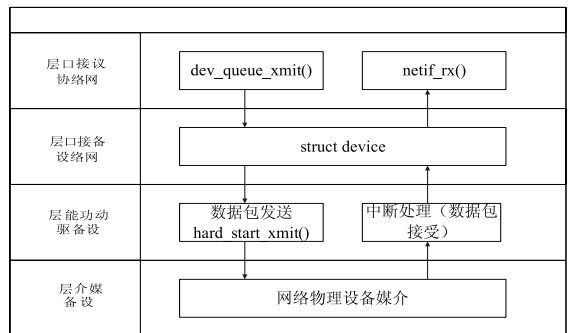 层口接议
协络网
dev_queue_xmit()
netif_rx()
层口接备
设络网
struct device
层能功动
驱备设
数据包发送
hard_start_xmit()
中断处理（数据包
接受）
层介媒
备设
网络物理设备媒介